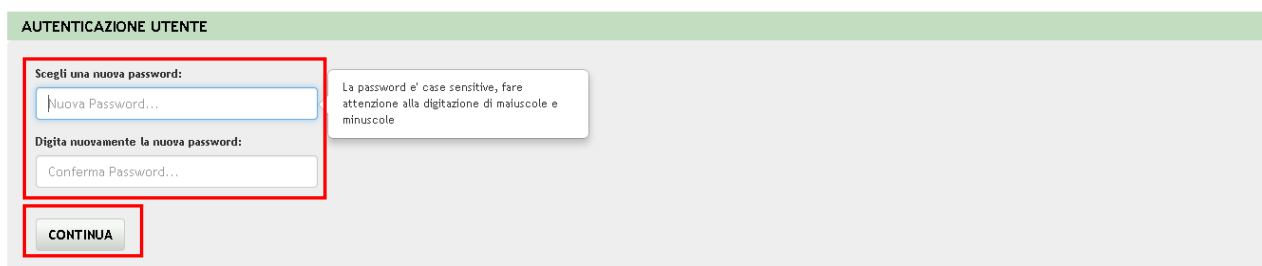 AUTENTICAZIONE UTENTE
Scegli una nuova password:
Nuova Password...
La password e' case sensitive, fare
attenzione alla digitazione di maiuscole e
minuscole
Digita nuovamente la nuova password:
Conferma Password...
CONTINUA